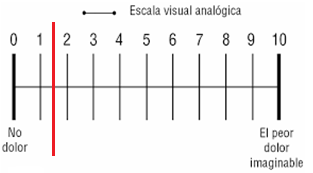 Escala visual analógica
0 1 2 3 4 5 6 7 8 9 10
No
dolor
El peor
dolor
imaginable